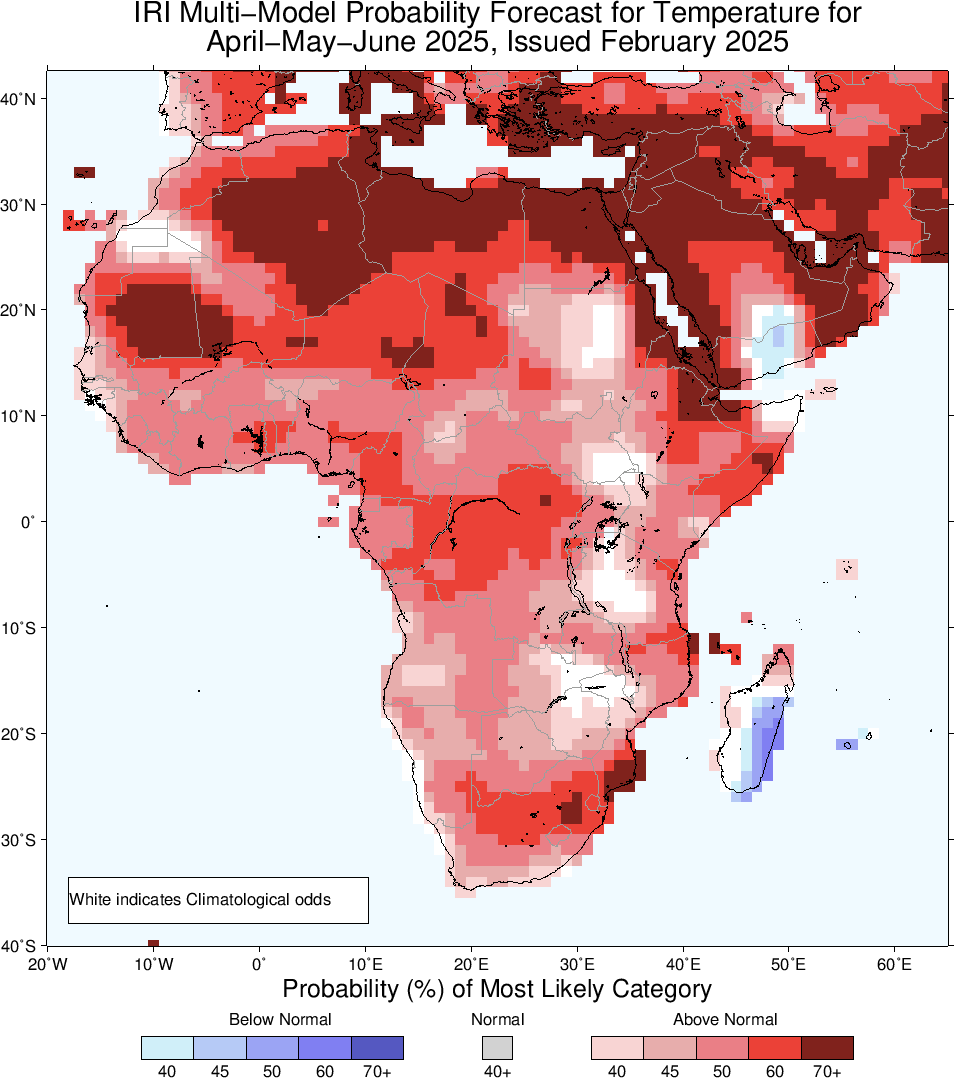 IRI Multi−Model Probability Forecast for Temperature for
April−May−June 2025, Issued February 2025
40˚N
30˚N
20˚N
10˚N
0˚
10˚S
20˚S
30˚S
White indicates Climatological odds
40˚S
20˚W 10˚W 0˚ 10˚E 20˚E 30˚E 40˚E 50˚E 60˚E
Probability (%) of Most Likely Category
Below Normal Normal Above Normal
40 45 50 60 70+ 40+ 40 45 50 60 70+